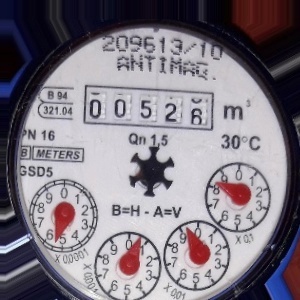 209613/10
ANTIMAG.
B 94
321.04
00526 m³
PN 16
Qn 1,5
30°C
B METERS
GSD5
B=H - A=V
X 0,1
X 0,01
X 0,001
X 0,0001